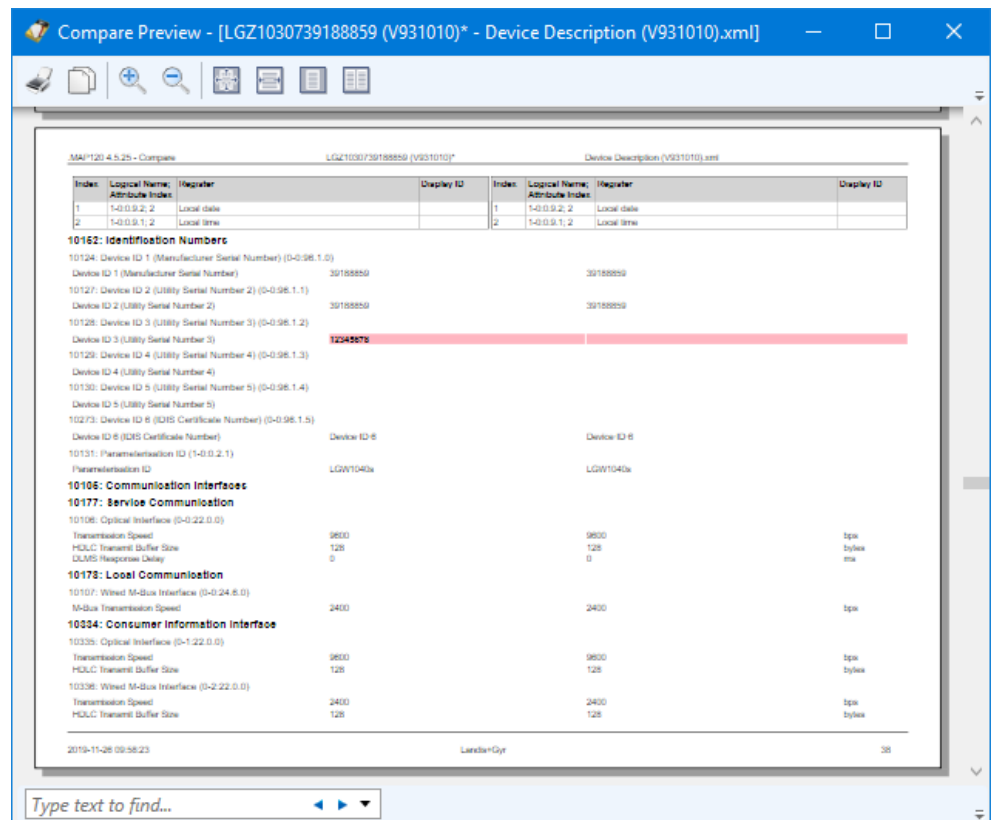 Compare Preview - [LGZ1030739188859 (V931010)* - Device Description (V931010).xml]
.MAP120 4.5.25 - Compare LGZ1030739188859 (V931010)* Device Description (V931010).xml
Index Logical Name; Attribute Index Register Display ID Index Logical Name; Attribute Index Register Display ID
1 1-0:0.9.2; 2 Local date 1 1-0:0.9.2; 2 Local date
2 1-0:0.9.1; 2 Local time 2 1-0:0.9.1; 2 Local time
10152: Identification Numbers
10124: Device ID 1 (Manufacturer Serial Number) (0-0:96.1.0)
Device ID 1 (Manufacturer Serial Number) 39188859 39188859
10127: Device ID 2 (Utility Serial Number 2) (0-0:96.1.1)
Device ID 2 (Utility Serial Number 2) 39188859 39188859
10128: Device ID 3 (Utility Serial Number 3) (0-0:96.1.2)
Device ID 3 (Utility Serial Number 3) 12345678
10129: Device ID 4 (Utility Serial Number 4) (0-0:96.1.3)
Device ID 4 (Utility Serial Number 4)
10130: Device ID 5 (Utility Serial Number 5) (0-0:96.1.4)
Device ID 5 (Utility Serial Number 5)
10273: Device ID 6 (IDIS Certificate Number) (0-0:96.1.5)
Device ID 6 (IDIS Certificate Number) Device-ID-6 Device-ID-6
10131: Parameterisation ID (1-0:0.2.1)
Parameterisation ID LGW1040a LGW1040a
10105: Communication Interfaces
10177: Service Communication
10106: Optical Interface (0-0:22.0.0)
Transmission Speed 9600 9600 bps
HDLC Transmit Buffer Size 128 128 bytes
DLMS Response Delay 0 0 ms
10178: Local Communication
10107: Wired M-Bus Interface (0-0:24.6.0)
M-Bus Transmission Speed 2400 2400 bps
10334: Consumer Information Interface
10335: Optical Interface (0-1:22.0.0)
Transmission Speed 9600 9600 bps
HDLC Transmit Buffer Size 128 128 bytes
10336: Wired M-Bus Interface (0-2:22.0.0)
Transmission Speed 2400 2400 bps
HDLC Transmit Buffer Size 128 128 bytes
2019-11-26 09:56:23 Landis+Gyr 38
Type text to find...